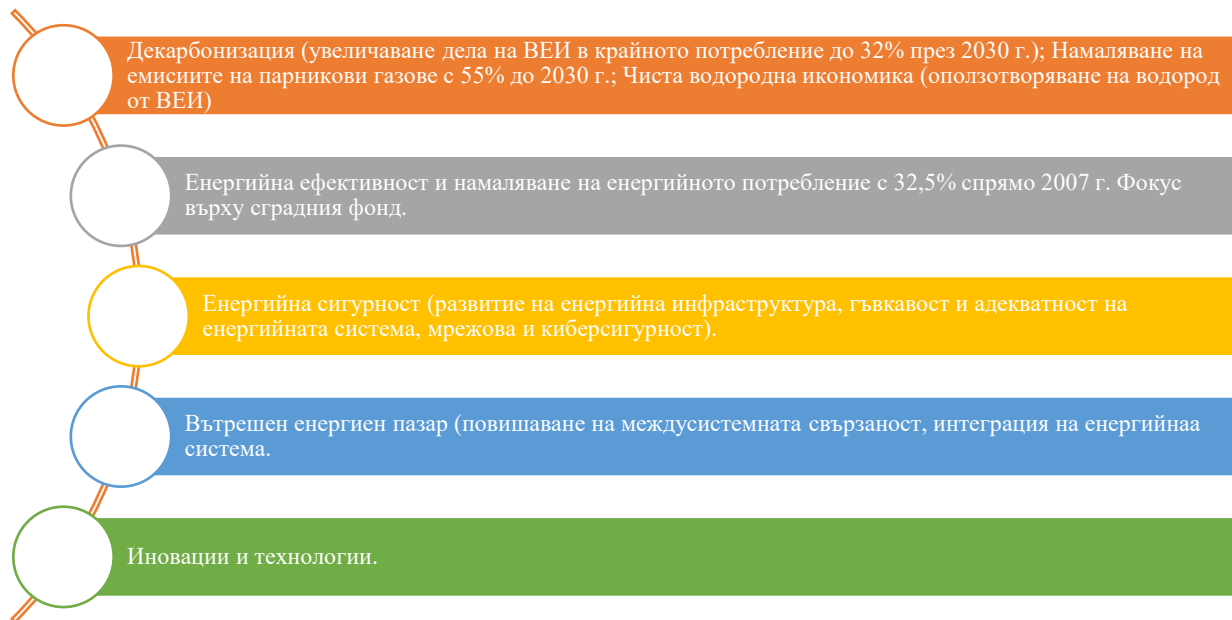 Декарбонизация (увеличаване дела на ВЕИ в крайното потребление до 32% през 2030 г.); Намаляване на
емисиите на парникови газове с 55% до 2030 г.; Чиста водородна икономика (оползотворяване на водород
от ВЕИ)
Енергийна ефективност и намаляване на енергийното потребление с 32,5% спрямо 2007 г. Фокус
върху сградния фонд.
Енергийна сигурност (развитие на енергийна инфраструктура, гъвкавост и адекватност на
енергийната система, мрежова и киберсигурност).
Вътрешен енергиен пазар (повишаване на междусистемната свързаност, интеграция на енергийнаа
система.
Иновации и технологии.